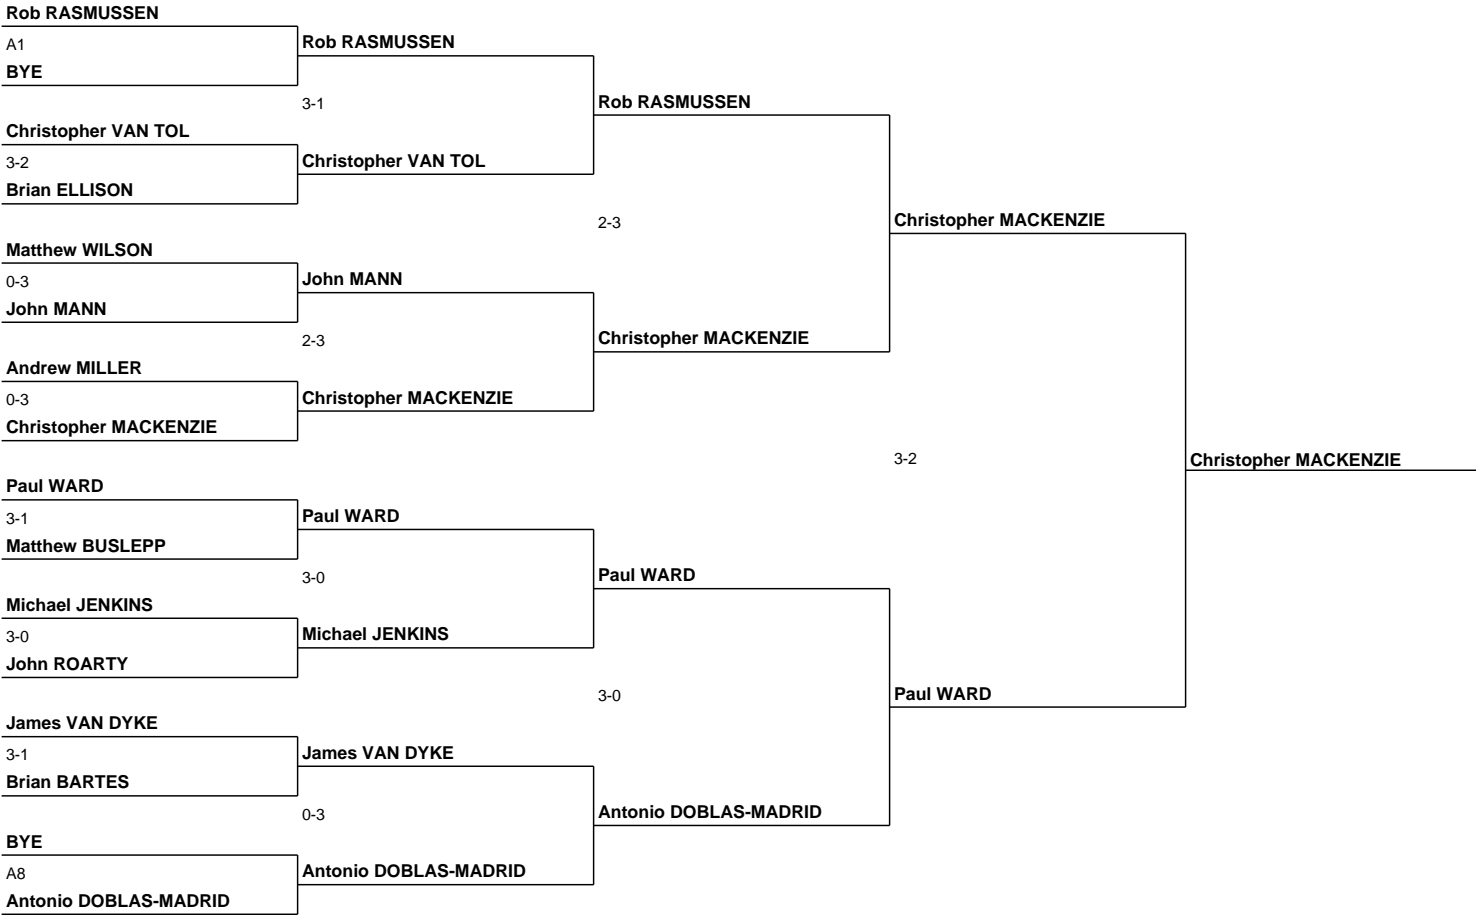 Rob RASMUSSEN
A1
BYE
Rob RASMUSSEN
3-1
Christopher VAN TOL
3-2
Brian ELLISON
Christopher VAN TOL
Rob RASMUSSEN
2-3
Matthew WILSON
0-3
John MANN
John MANN
2-3
Andrew MILLER
0-3
Christopher MACKENZIE
Christopher MACKENZIE
Christopher MACKENZIE
Christopher MACKENZIE
3-2
Christopher MACKENZIE
Paul WARD
3-1
Matthew BUSLEPP
Paul WARD
3-0
Michael JENKINS
3-0
John ROARTY
Michael JENKINS
Paul WARD
3-0
Paul WARD
James VAN DYKE
3-1
Brian BARTES
James VAN DYKE
0-3
BYE
A8
Antonio DOBLAS-MADRID
Antonio DOBLAS-MADRID
Antonio DOBLAS-MADRID